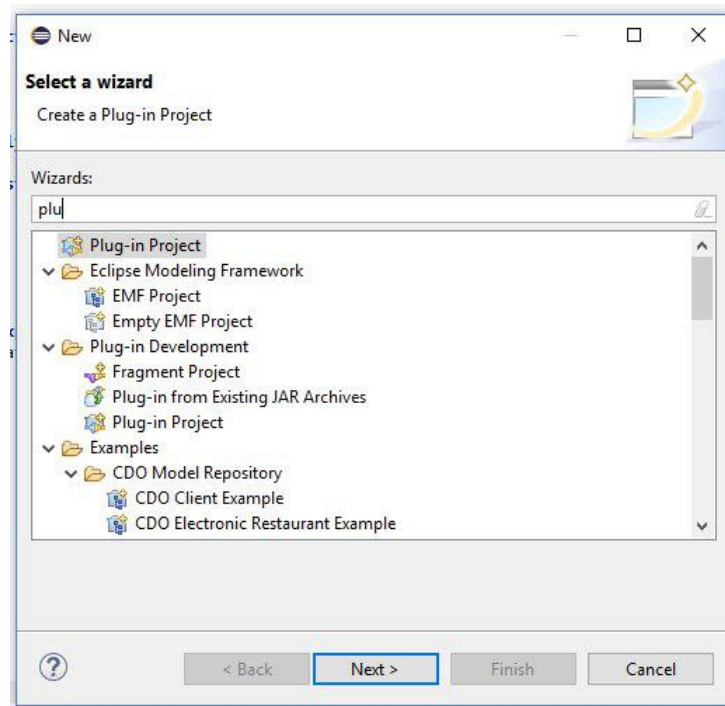 New
Select a wizard
Create a Plug-in Project
Wizards:
plu
Plug-in Project
Eclipse Modeling Framework
EMF Project
Empty EMF Project
Plug-in Development
Fragment Project
Plug-in from Existing JAR Archives
Plug-in Project
Examples
CDO Model Repository
CDO Client Example
CDO Electronic Restaurant Example
? < Back Next > Finish Cancel